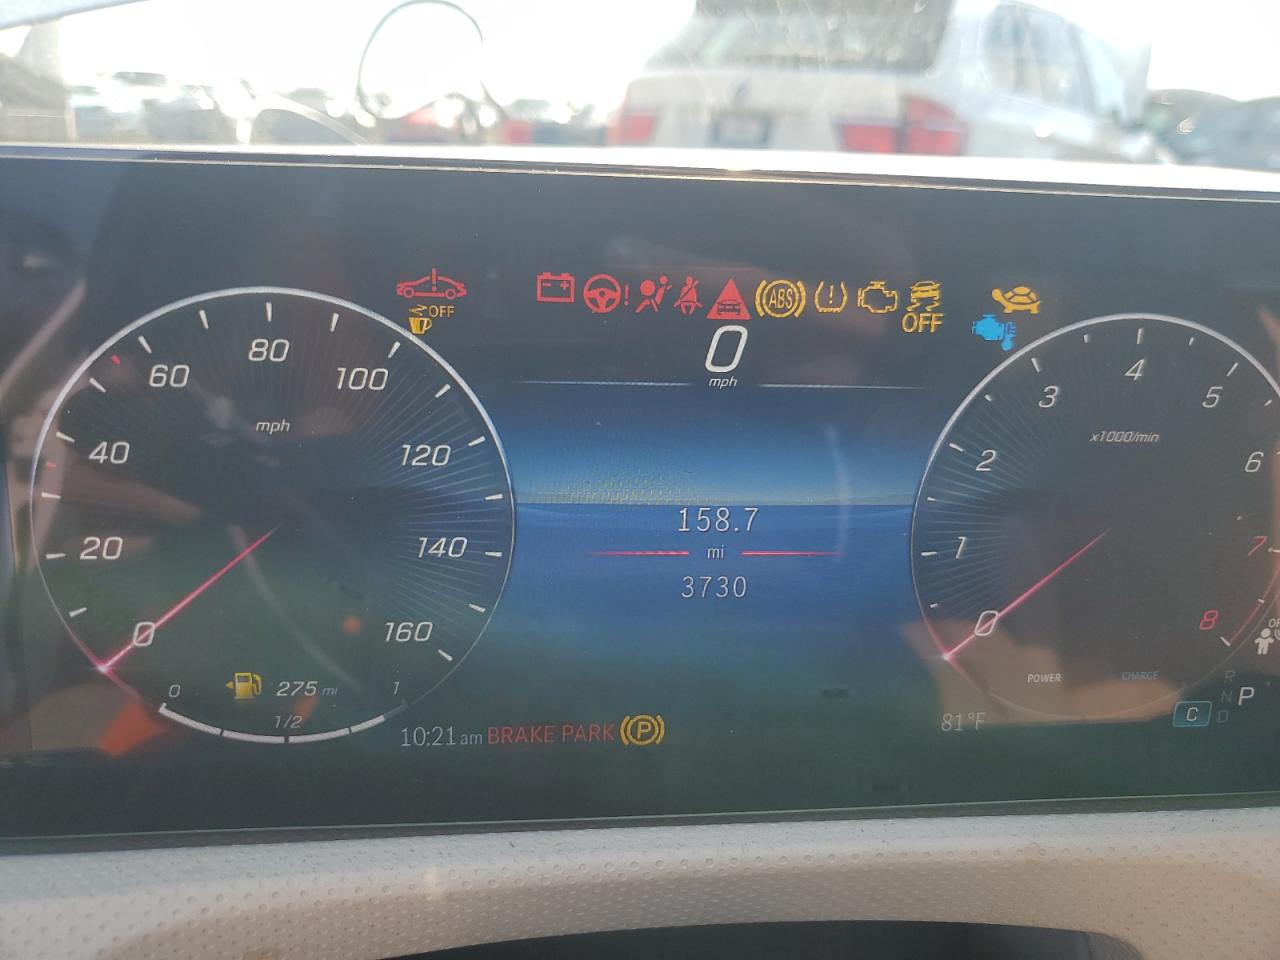 OFF
ABS
OFF
0
mph
0
20
40
60
80
100
120
140
160
mph
158.7
mi
3730
0
1
2
3
4
5
6
7
8
x1000/min
0
275 mi
1
1/2
POWER
CHARGE
10:21 am BRAKE PARK P
81°F
C
R
N
D
P